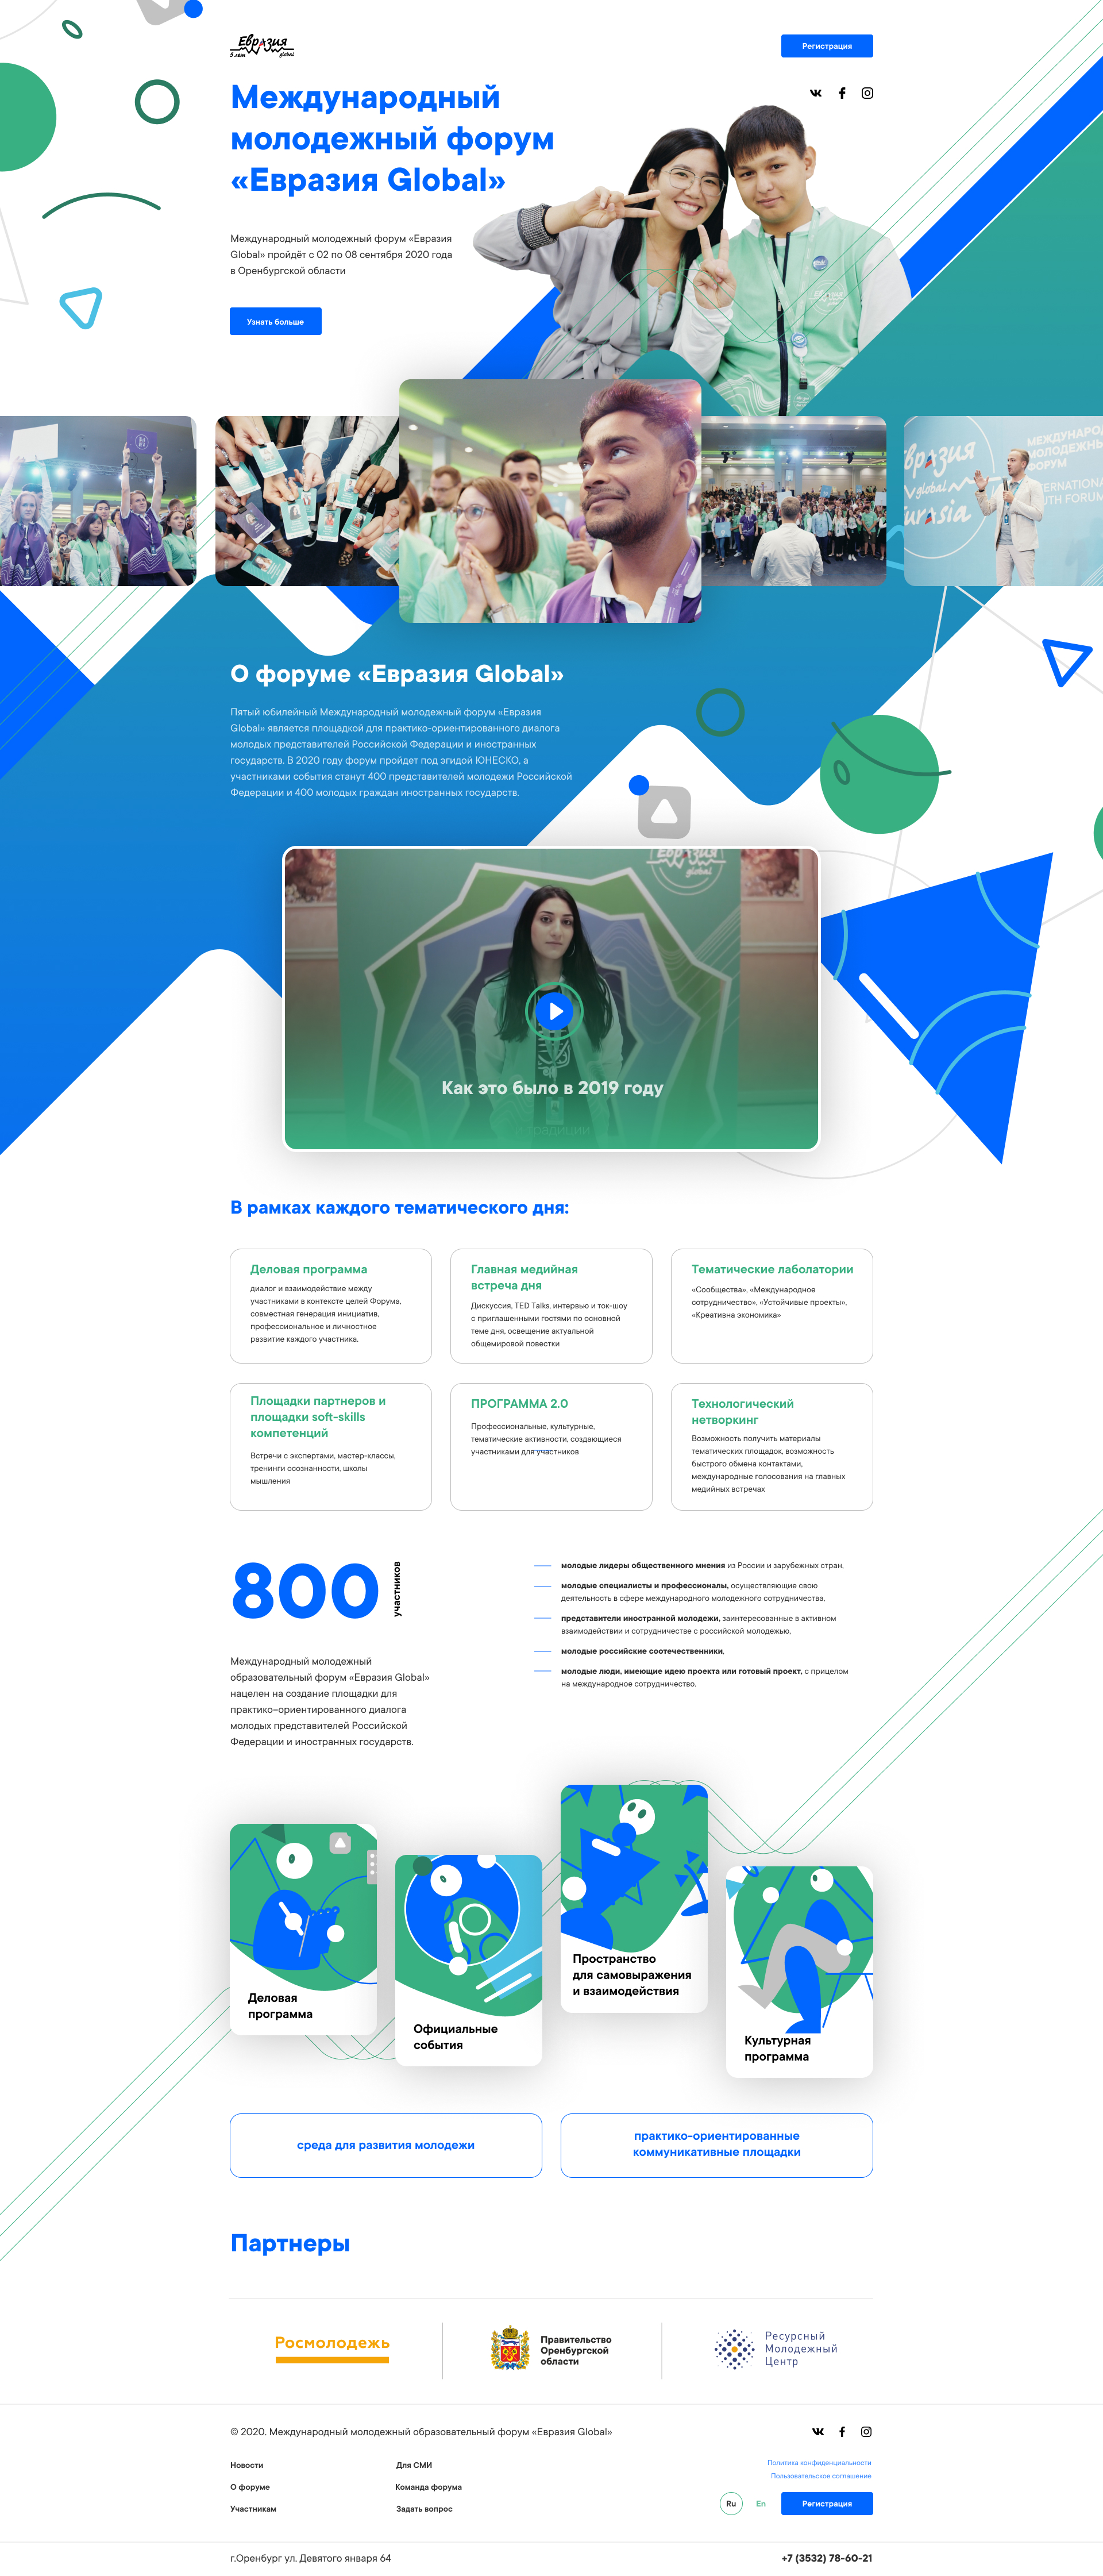 Евразия
5 лет global
Регистрация
Международный
молодежный форум
«Евразия Global»
Международный молодежный форум «Евразия
Global» пройдёт с 02 по 08 сентября 2020 года
в Оренбургской области
Узнать больше
Евразия
global
Eurasia
О форуме «Евразия Global»
Пятый юбилейный Международный молодежный форум «Евразия
Global» является площадкой для практико-ориентированного диалога
молодых представителей Российской Федерации и иностранных
государств. В 2020 году форум пройдет под эгидой ЮНЕСКО, а
участниками события станут 400 представителей молодежи Российской
Федерации и 400 молодых граждан иностранных государств.
global
Как это было в 2019 году
традиции
В рамках каждого тематического дня:
Деловая программа
диалог и взаимодействие между
участниками в контексте целей Форума,
совместная генерация инициатив,
профессиональное и личностное
развитие каждого участника.
Главная медийная
встреча дня
Дискуссия, TED Talks, интервью и ток-шоу
с приглашенными гостями по основной
теме дня, освещение актуальной
общемировой повестки
Тематические лаболатории
«Сообщества», «Международное
сотрудничество», «Устойчивые проекты»,
«Креативна экономика»
Площадки партнеров и
площадки soft-skills
компетенций
Встречи с экспертами, мастер-классы,
тренинги осознанности, школы
мышления
ПРОГРАММА 2.0
Профессиональные, культурные,
тематические активности, создающиеся
участниками для участников
Технологический
нетворкинг
Возможность получить материалы
тематических площадок, возможность
быстрого обмена контактами,
международные голосования на главных
медийных встречах
800
участников
Международный молодежный
образовательный форум «Евразия Global»
нацелен на создание площадки для
практико–ориентированного диалога
молодых представителей Российской
Федерации и иностранных государств.
молодые лидеры общественного мнения из России и зарубежных стран,
молодые специалисты и профессионалы, осуществляющие свою
деятельность в сфере международного молодежного сотрудничества,
представители иностранной молодежи, заинтересованные в активном
взаимодействии и сотрудничестве с российской молодежью,
молодые российские соотечественники,
молодые люди, имеющие идею проекта или готовый проект, с прицелом
на международное сотрудничество.
Деловая
программа
Официальные
события
Пространство
для самовыражения
и взаимодействия
Культурная
программа
среда для развития молодежи
практико-ориентированные
коммуникативные площадки
Партнеры
Росмолодежь
Правительство
Оренбургской
области
Ресурсный
Молодежный
Центр
© 2020. Международный молодежный образовательный форум «Евразия Global»
Новости
О форуме
Участникам
Для СМИ
Команда форума
Задать вопрос
Политика конфиденциальности
Пользовательское соглашение
Ru
En
Регистрация
г.Оренбург ул. Девятого января 64
+7 (3532) 78-60-21